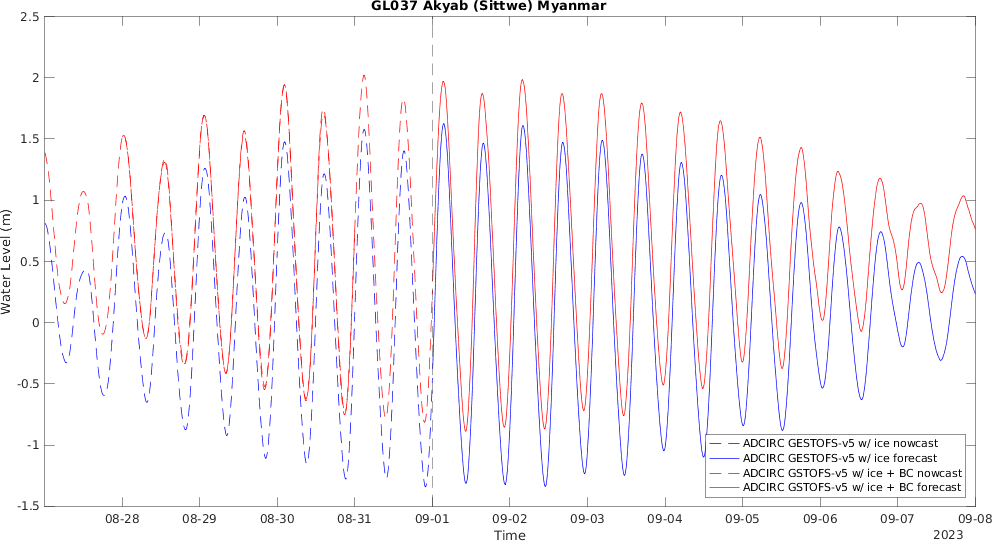 GL037 Akyab (Sittwe) Myanmar
2.5
2
1.5
1
0.5
0
-0.5
-1
-1.5
Water Level (m)
ADCIRC GESTOFS-v5 w/ ice nowcast
ADCIRC GESTOFS-v5 w/ ice forecast
ADCIRC GSTOFS-v5 w/ ice + BC nowcast
ADCIRC GSTOFS-v5 w/ ice + BC forecast
08-28 08-29 08-30 08-31 09-01 09-02 09-03 09-04 09-05 09-06 09-07 09-08
Time
2023